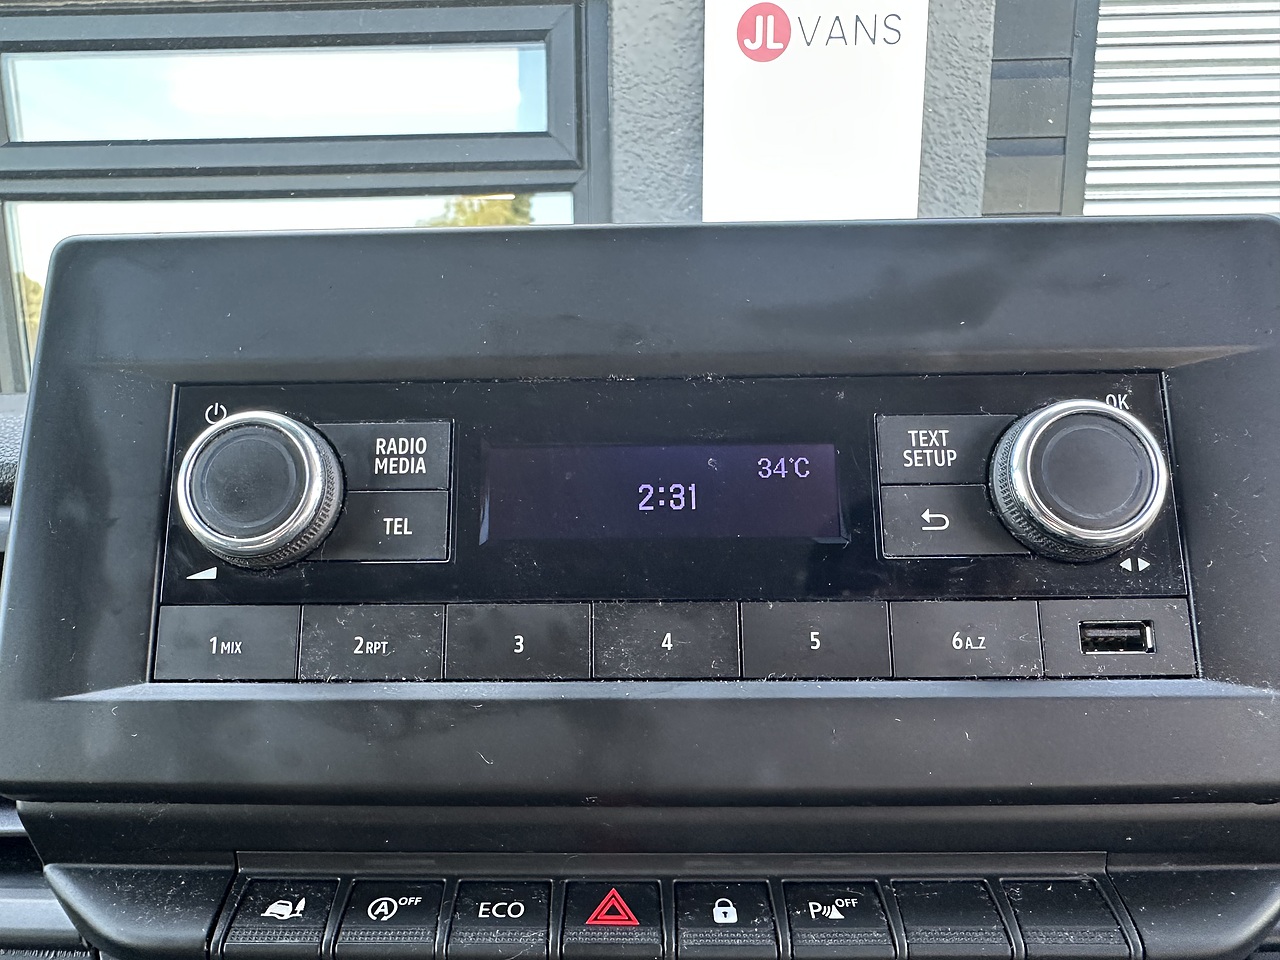 JL VANS
OK
RADIO
MEDIA
TEXT
SETUP
34°C
2:31
TEL
1 MIX
2 RPT
3
4
5
6 A_Z
A OFF
ECO
P OFF